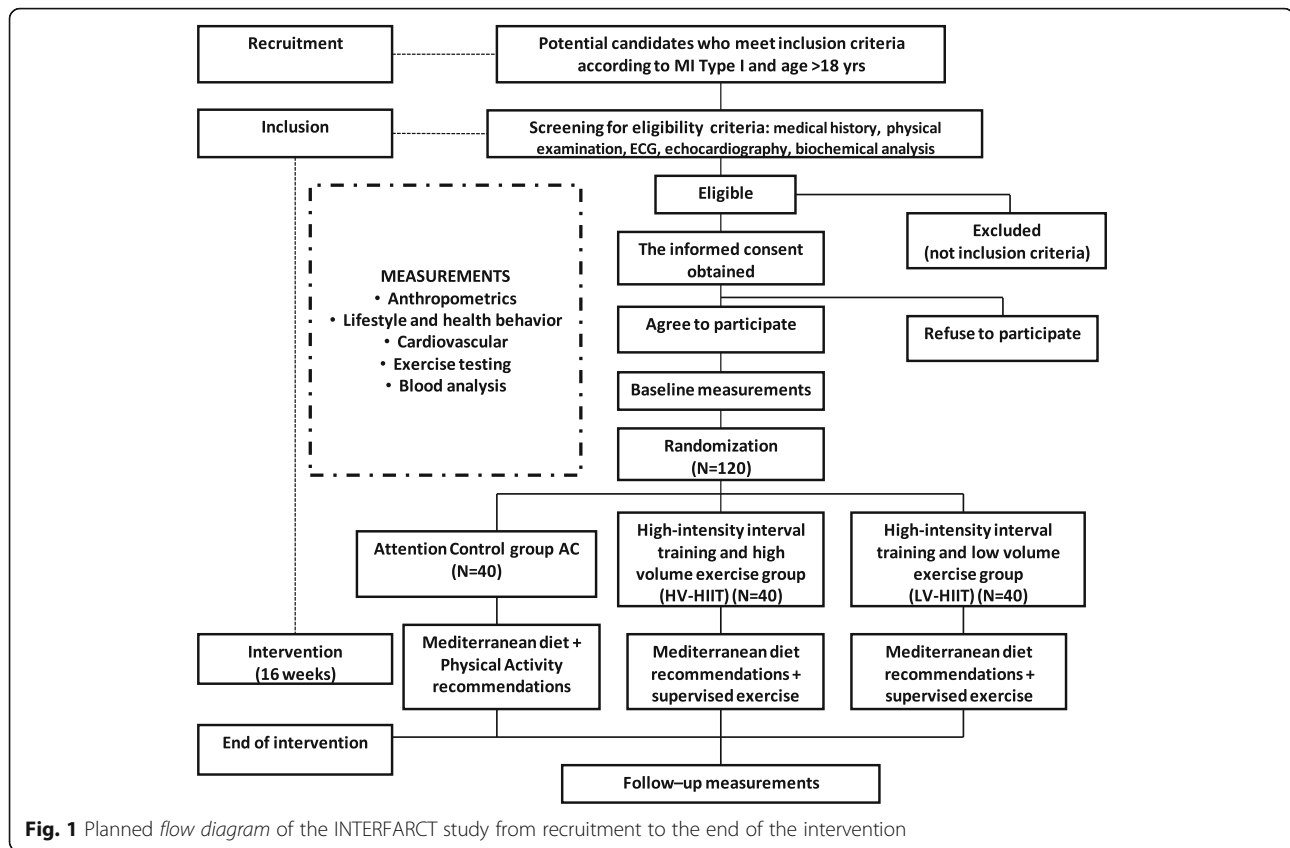 Recruitment
Potential candidates who meet inclusion criteria
according to MI Type I and age >18 yrs
Inclusion
Screening for eligibility criteria: medical history, physical
examination, ECG, echocardiography, biochemical analysis
Eligible
Excluded
(not inclusion criteria)
The informed consent
obtained
MEASUREMENTS
• Anthropometrics
• Lifestyle and health behavior
• Cardiovascular
• Exercise testing
• Blood analysis
Agree to participate
Refuse to participate
Baseline measurements
Randomization
(N=120)
Attention Control group AC
(N=40)
High-intensity interval
training and high
volume exercise group
(HV-HIIT) (N=40)
High-intensity interval
training and low volume
exercise group
(LV-HIIT) (N=40)
Intervention
(16 weeks)
Mediterranean diet +
Physical Activity
recommendations
Mediterranean diet
recommendations +
supervised exercise
Mediterranean diet
recommendations +
supervised exercise
End of intervention
Follow–up measurements
Fig. 1 Planned flow diagram of the INTERFARCT study from recruitment to the end of the intervention